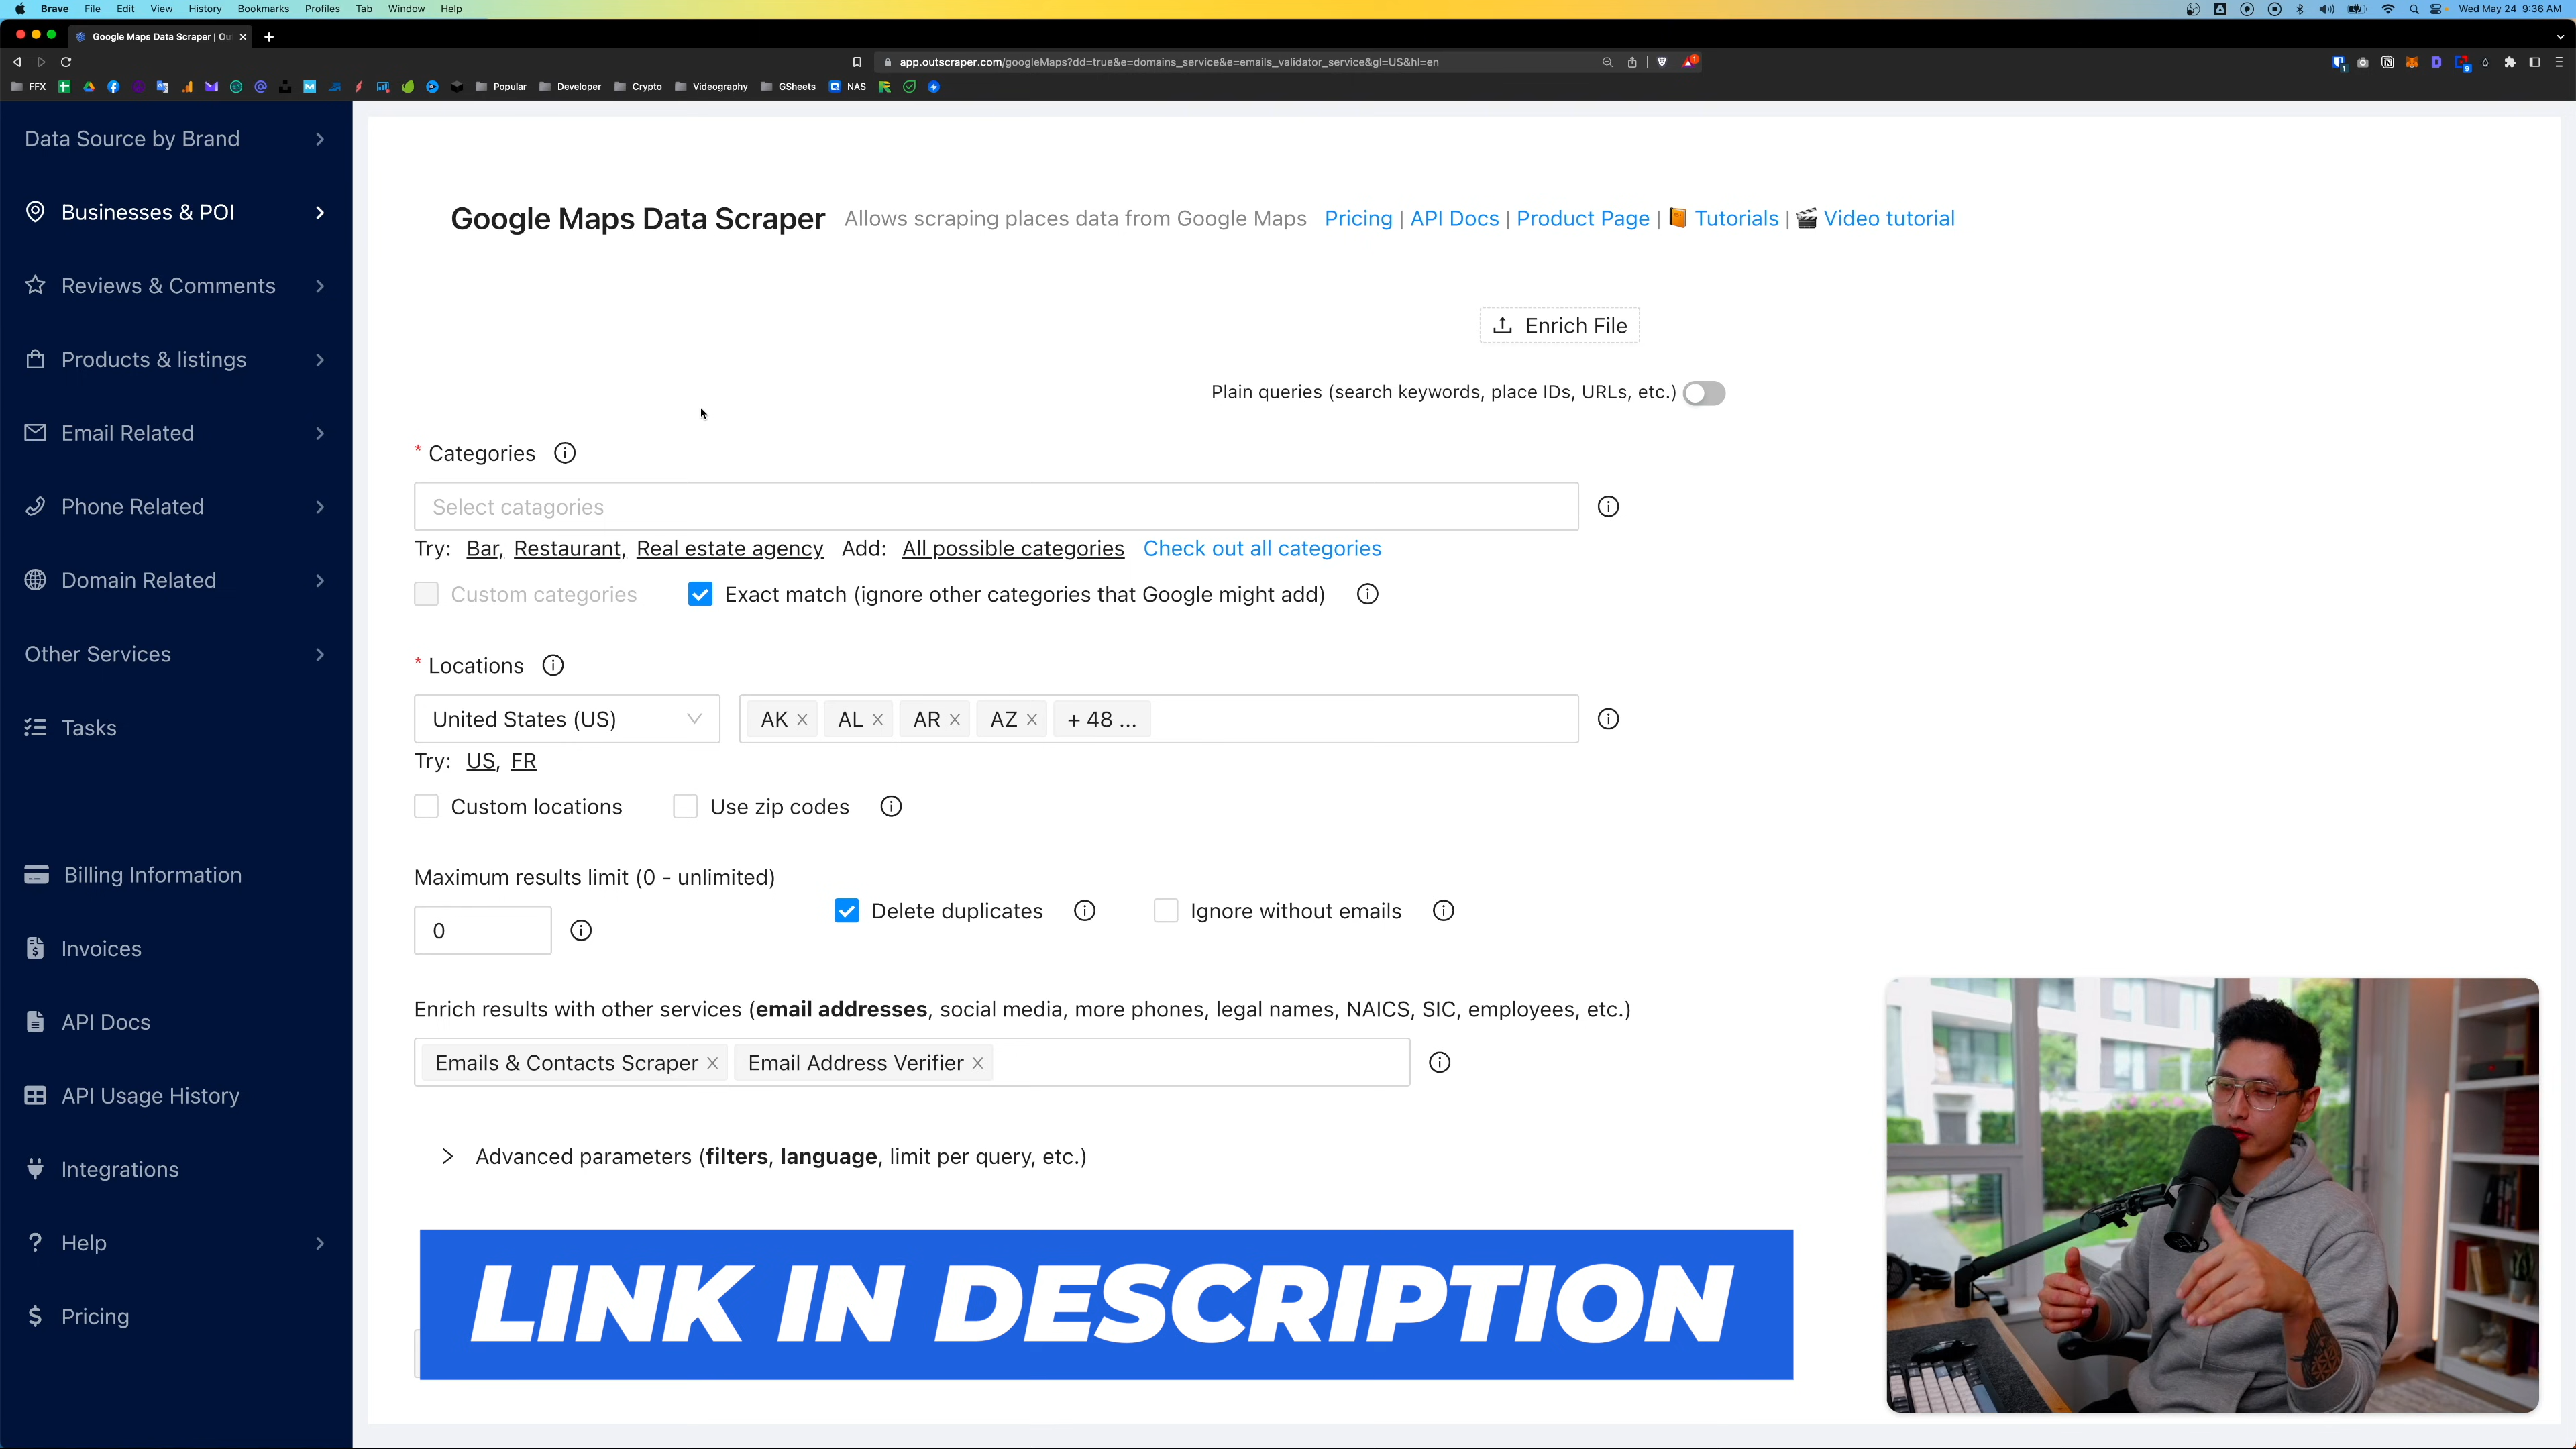 Brave File Edit View History Bookmarks Profiles Tab Window Help
Wed May 24 9:36 AM
Google Maps Data Scraper | Ou
app.outscraper.com/googleMaps?dd=true&e=domains_service&e=emails_validator_service&gl=US&hl=en
FFX Popular Developer Crypto Videography GSheets NAS
Data Source by Brand
Businesses & POI
Reviews & Comments
Products & listings
Email Related
Phone Related
Domain Related
Other Services
Tasks
Billing Information
Invoices
API Docs
API Usage History
Integrations
Help
Pricing
Google Maps Data Scraper Allows scraping places data from Google Maps Pricing | API Docs | Product Page | Tutorials | Video tutorial
Enrich File
Plain queries (search keywords, place IDs, URLs, etc.)
* Categories
Select catagories
Try: Bar, Restaurant, Real estate agency Add: All possible categories Check out all categories
Custom categories Exact match (ignore other categories that Google might add)
* Locations
United States (US) AK AL AR AZ + 48 ...
Try: US, FR
Custom locations Use zip codes
Maximum results limit (0 - unlimited)
Delete duplicates Ignore without emails
0
Enrich results with other services (email addresses, social media, more phones, legal names, NAICS, SIC, employees, etc.)
Emails & Contacts Scraper Email Address Verifier
Advanced parameters (filters, language, limit per query, etc.)
LINK IN DESCRIPTION